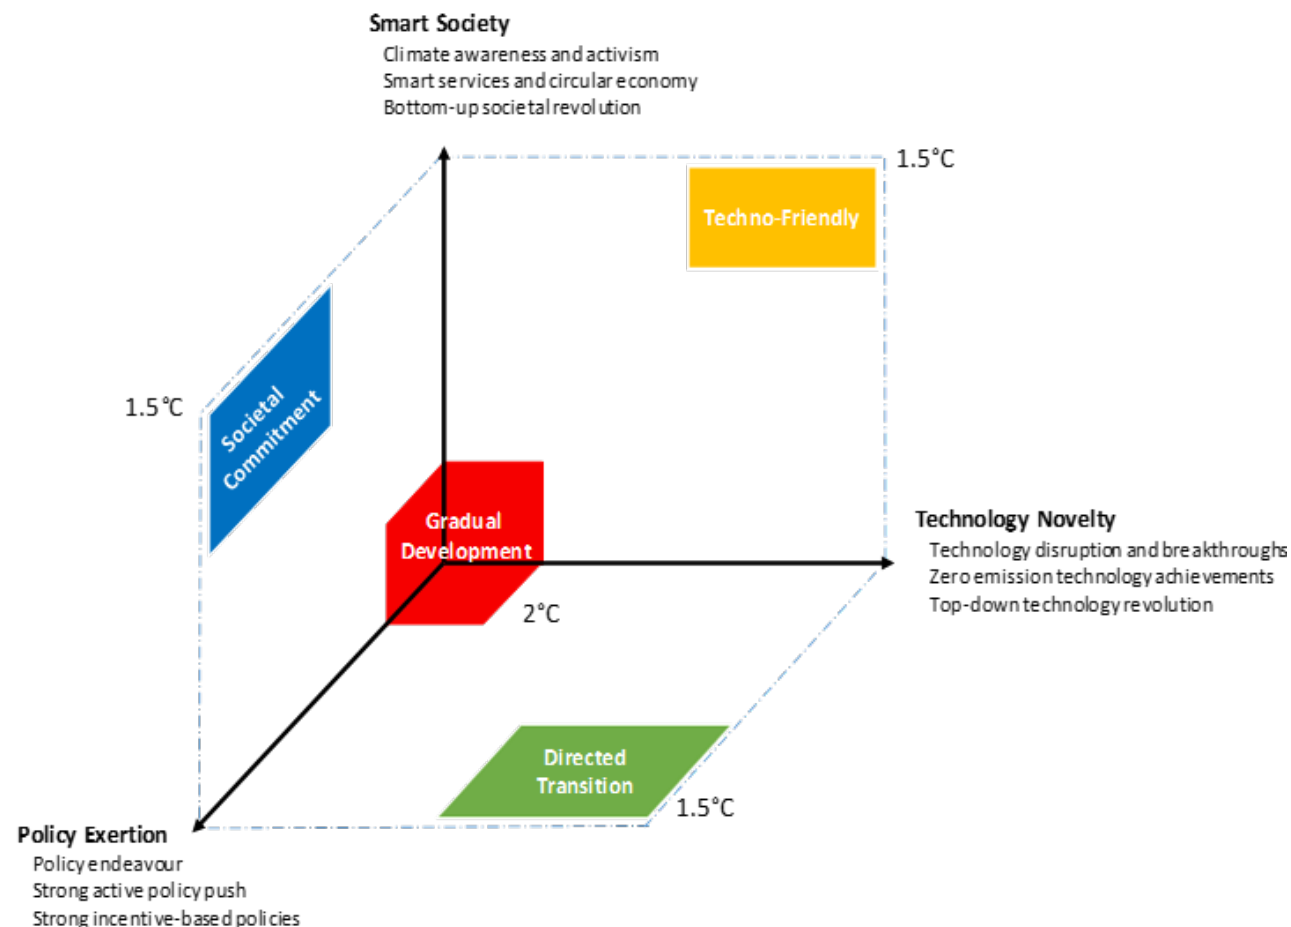 Smart Society
Climate awareness and activism
Smart services and circular economy
Bottom-up societal revolution
1.5°C
Techno-Friendly
1.5°C
Societal
Commitment
Gradual
Development
2°C
Technology Novelty
Technology disruption and breakthroughs
Zero emission technology achievements
Top-down technology revolution
Directed
Transition
1.5°C
Policy Exertion
Policy endeavour
Strong active policy push
Strong incentive-based policies